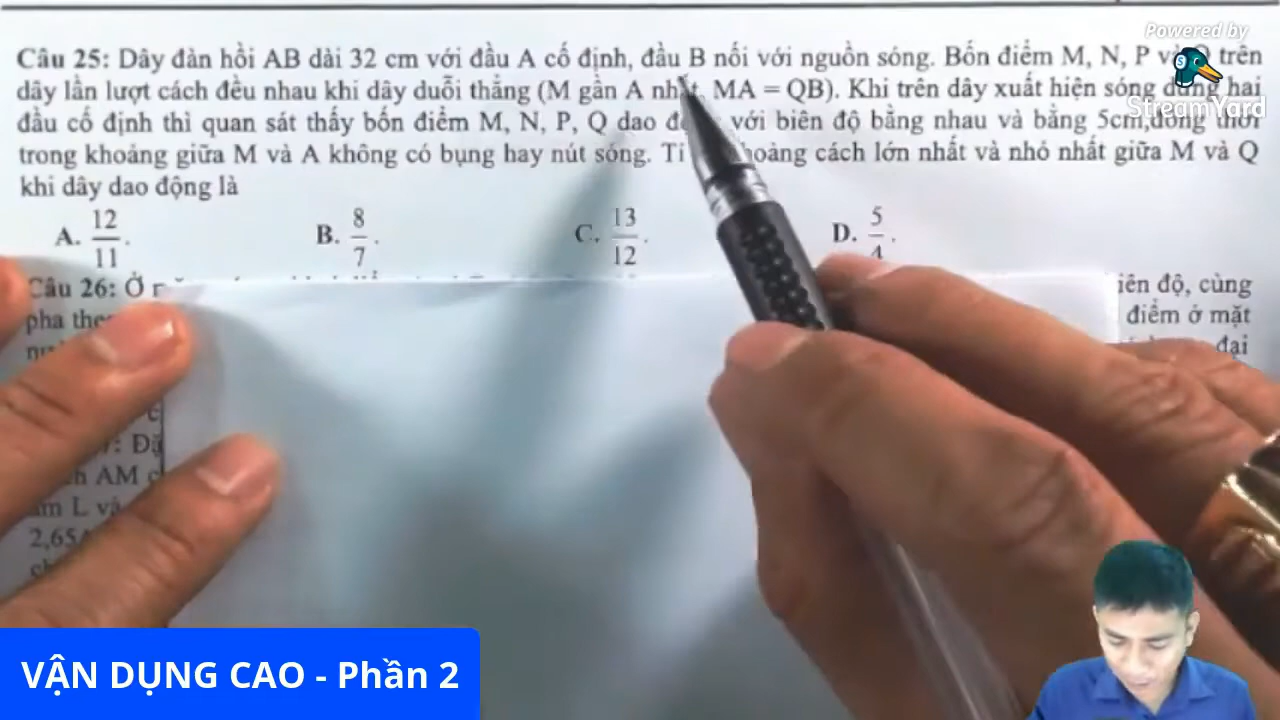 Powered by
StreamYard
Câu 25: Dây đàn hồi AB dài 32 cm với đầu A cố định, đầu B nối với nguồn sóng. Bốn điểm M, N, P và trên
dây lần lượt cách đều nhau khi dây duỗi thẳng (M gần A nhất, MA = QB). Khi trên dây xuất hiện sóng dừng hai
đầu cố định thì quan sát thấy bốn điểm M, N, P, Q dao với biên độ bằng nhau và bằng 5cm,đồng thời
trong khoảng giữa M và A không có bụng hay nút sóng. Tỉ khoảng cách lớn nhất và nhỏ nhất giữa M và Q
khi dây dao động là
A. 12/11. B. 8/7. C. 13/12. D. 5/4.
Câu 26: Ở iên độ, cùng
pha the điểm ở mặt
đại
h AM
L và
2,65
VẬN DỤNG CAO - Phần 2